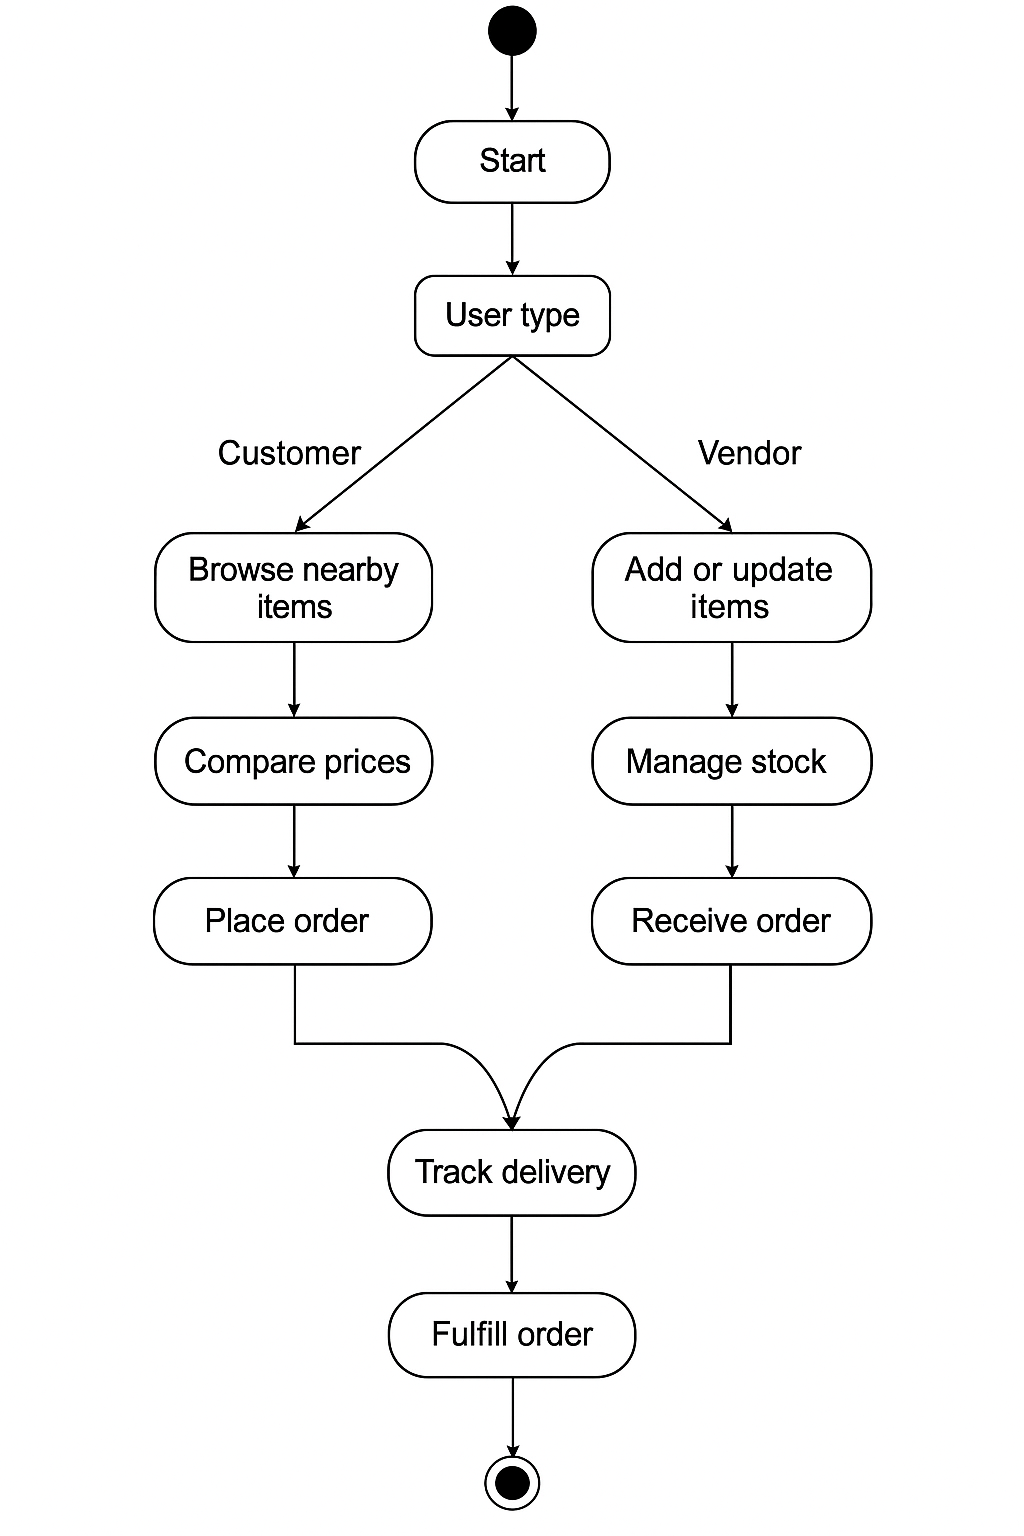 Start
User type
Customer
Vendor
Browse nearby
items
Add or update
items
Compare prices
Manage stock
Place order
Receive order
Track delivery
Fulfill order